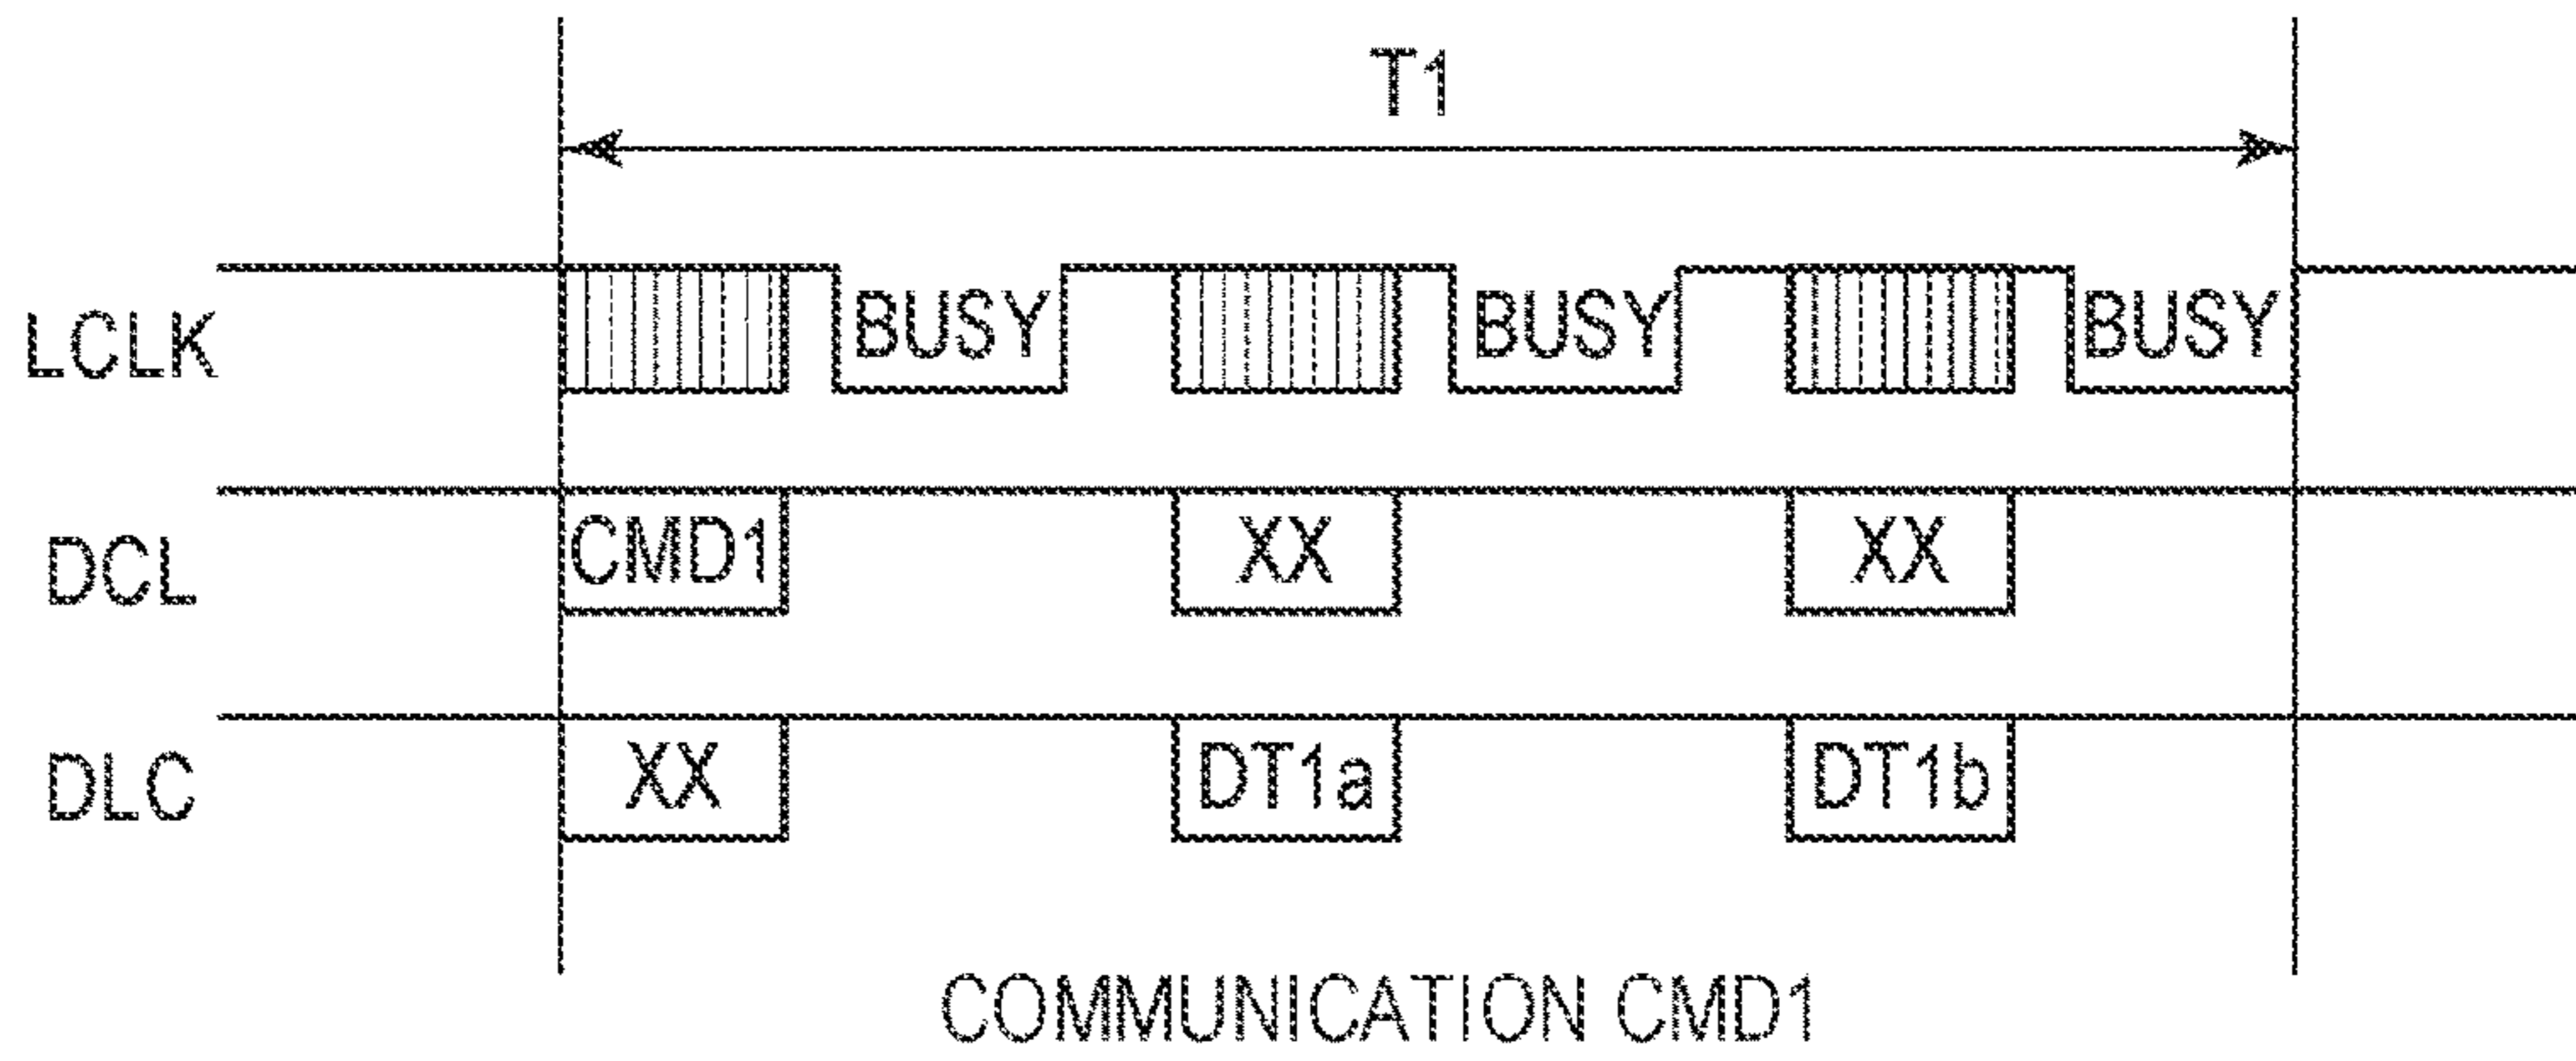 T1
LCLK BUSY BUSY BUSY
DCL CMD1 XX XX
DLC XX DT1a DT1b
COMMUNICATION CMD1